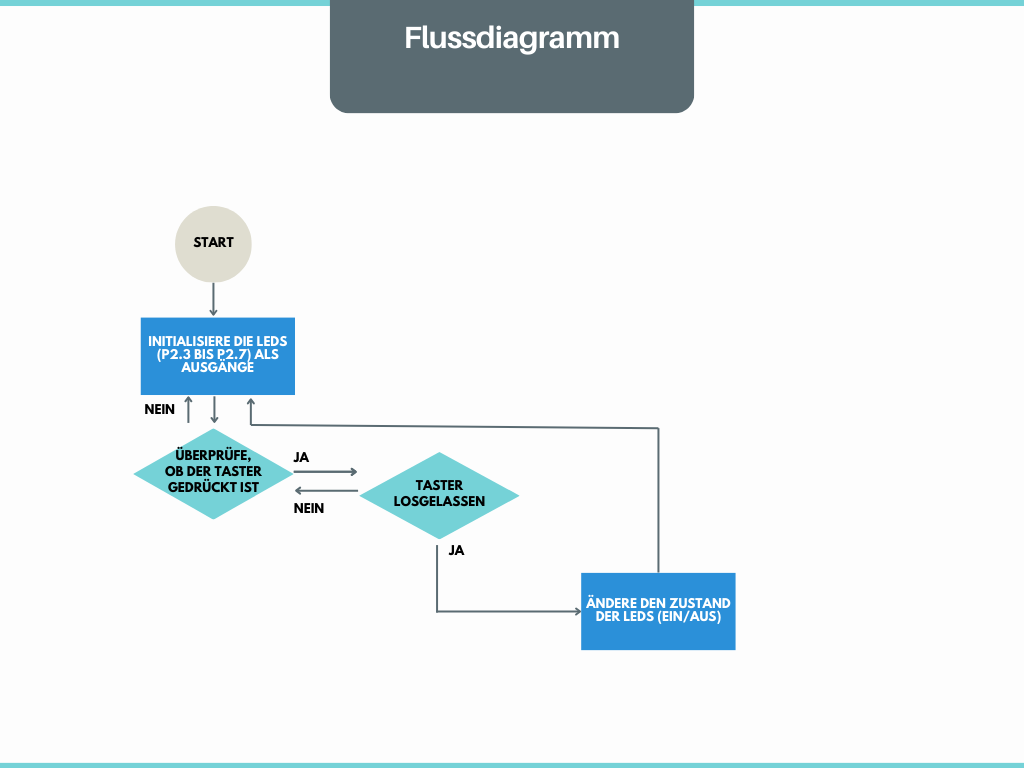 Flussdiagramm
START
INITIALISIERE DIE LEDS
(P2.3 BIS P2.7) ALS
AUSGÄNGE
NEIN
ÜBERPRÜFE,
OB DER TASTER
GEDRÜCKT IST
JA
NEIN
TASTER
LOSGELASSEN
JA
ÄNDERE DEN ZUSTAND
DER LEDS (EIN/AUS)